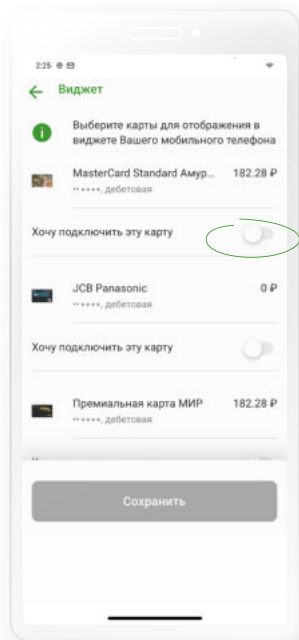 2:25
Виджет
Выберите карты для отображения в
виджете Вашего мобильного телефона
MasterCard Standard Амур... 182.28 ₽
•• ••••, дебетовая
Хочу подключить эту карту
JCB Panasonic 0 ₽
•• ••••, дебетовая
Хочу подключить эту карту
Премиальная карта МИР 182.28 ₽
•• ••••, дебетовая
Сохранить